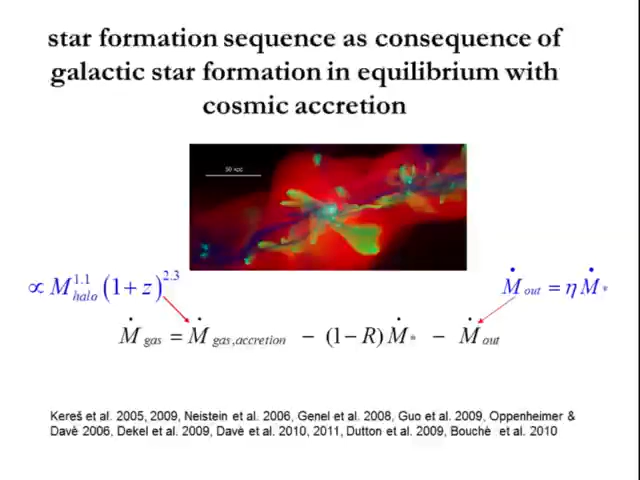 star formation sequence as consequence of
galactic star formation in equilibrium with
cosmic accretion
50 kpc
∝ M_halo^1.1 (1+z)^2.3
Ṁ_out = η Ṁ_*
Ṁ_gas = Ṁ_gas,accretion − (1−R) Ṁ_* − Ṁ_out
Kereš et al. 2005, 2009, Neistein et al. 2006, Genel et al. 2008, Guo et al. 2009, Oppenheimer &
Davè 2006, Dekel et al. 2009, Davè et al. 2010, 2011, Dutton et al. 2009, Bouchè et al. 2010